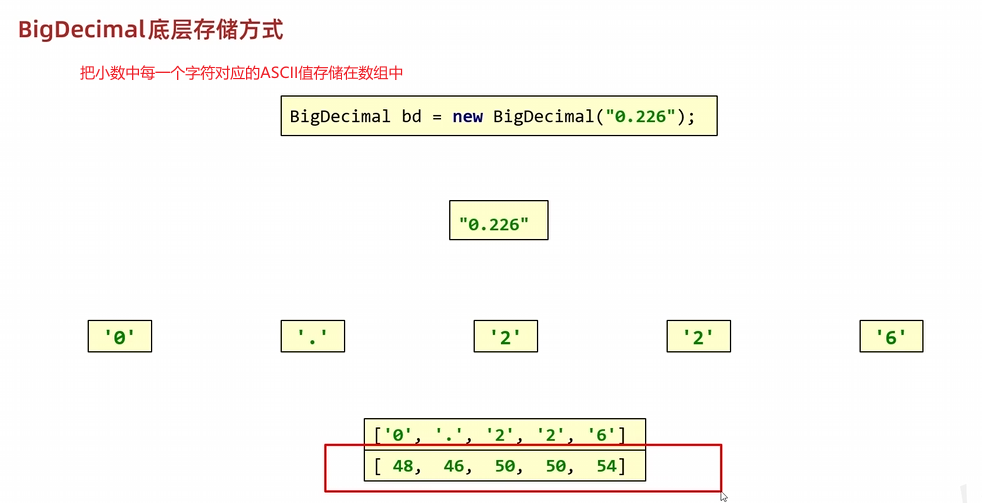 BigDecimal底层存储方式
把小数中每一个字符对应的ASCII值存储在数组中
BigDecimal bd = new BigDecimal("0.226");
"0.226"
'0' '.' '2' '2' '6'
['0', '.', '2', '2', '6']
[ 48, 46, 50, 50, 54]